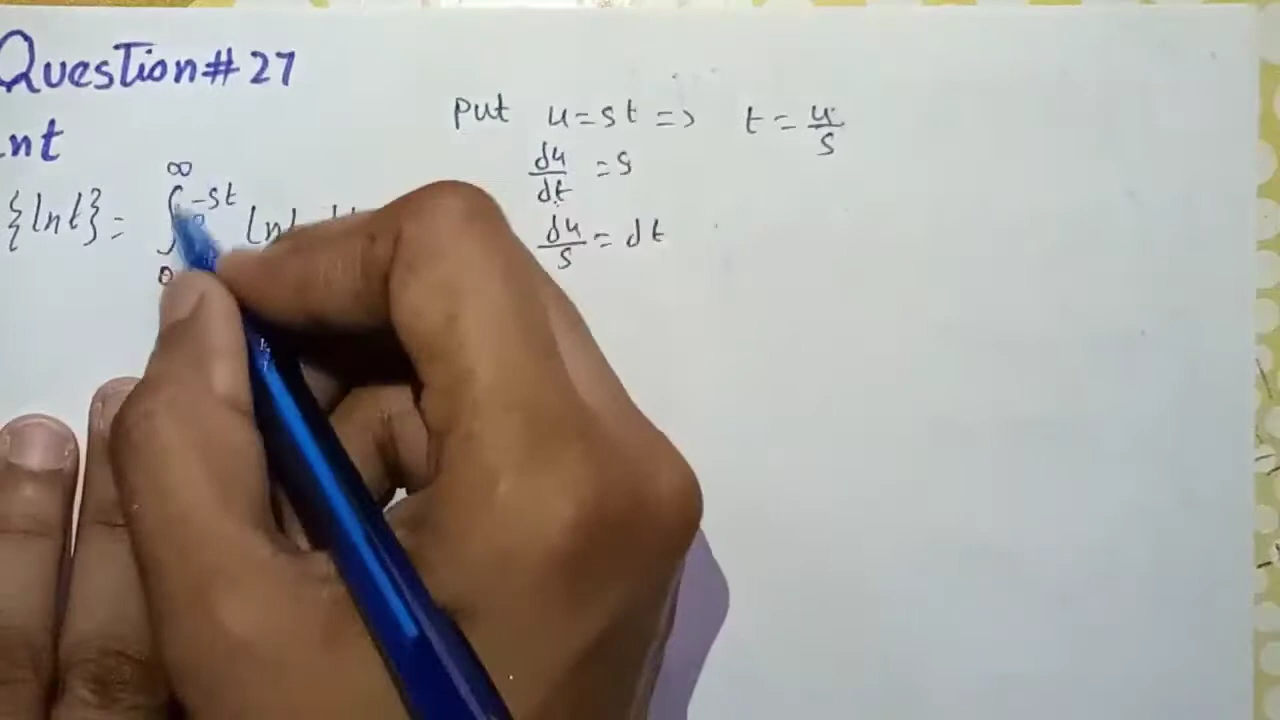 Question#27
nt
{lnt} = ∫ -st ln
∞
0
put u=st => t=u/s
du/dt = s
du/s = dt